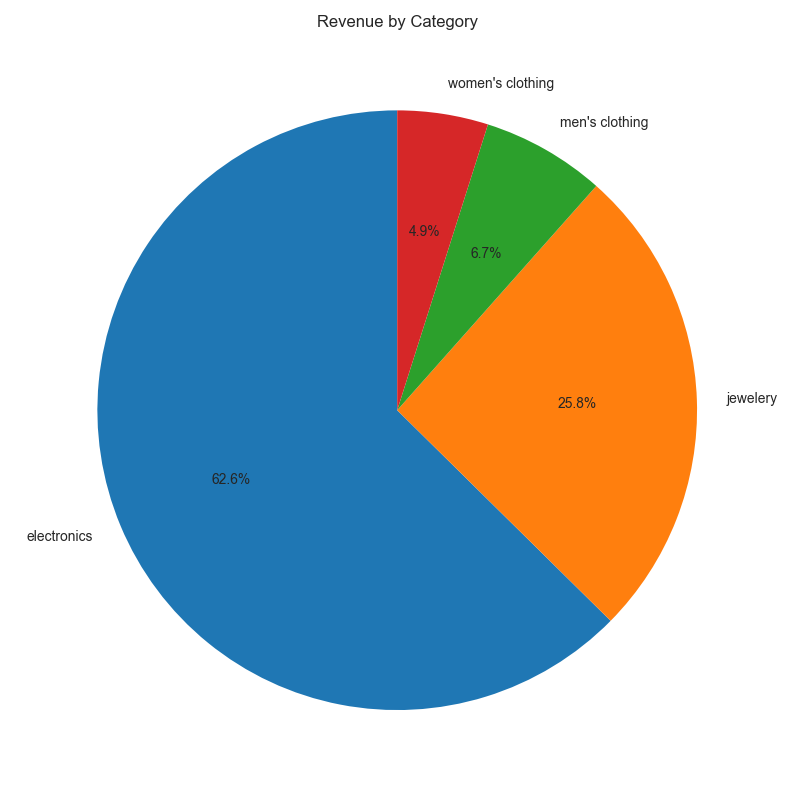 Revenue by Category
women's clothing
men's clothing
4.9%
6.7%
jewelery
25.8%
62.6%
electronics